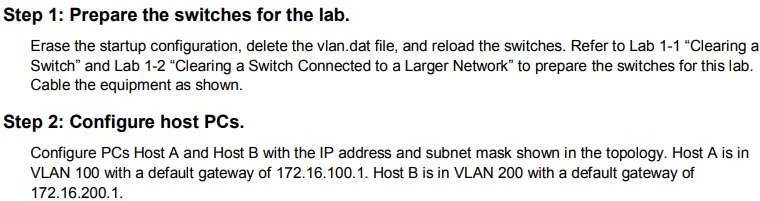 Step 1: Prepare the switches for the lab.
Erase the startup configuration, delete the vlan.dat file, and reload the switches. Refer to Lab 1-1 “Clearing a
Switch” and Lab 1-2 “Clearing a Switch Connected to a Larger Network” to prepare the switches for this lab.
Cable the equipment as shown.
Step 2: Configure host PCs.
Configure PCs Host A and Host B with the IP address and subnet mask shown in the topology. Host A is in
VLAN 100 with a default gateway of 172.16.100.1. Host B is in VLAN 200 with a default gateway of
172.16.200.1.